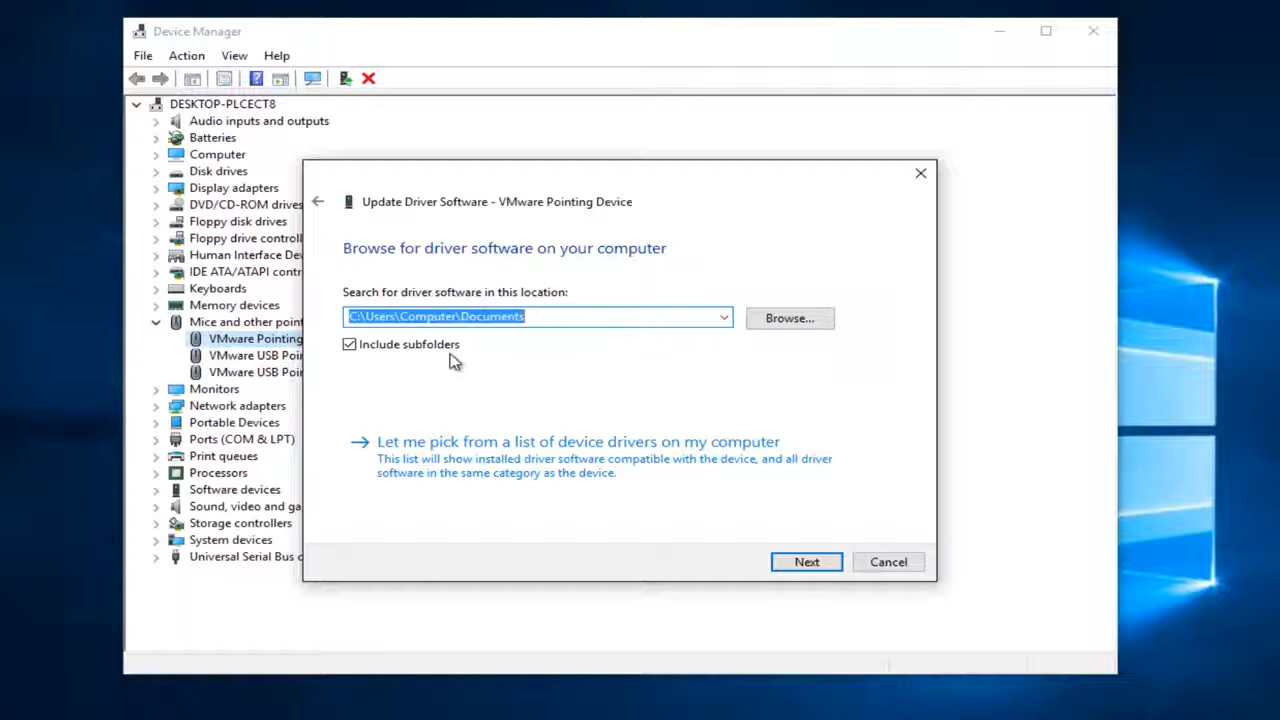 Device Manager
File Action View Help
DESKTOP-PLCECT8
Audio inputs and outputs
Batteries
Computer
Disk drives
Display adapters
DVD/CD-ROM drives
Floppy disk drives
Floppy drive controll
Human Interface Dev
IDE ATA/ATAPI contr
Keyboards
Memory devices
Mice and other point
VMware Pointing
VMware USB Poin
VMware USB Poin
Monitors
Network adapters
Portable Devices
Ports (COM & LPT)
Print queues
Processors
Software devices
Sound, video and ga
Storage controllers
System devices
Universal Serial Bus c
Update Driver Software - VMware Pointing Device
Browse for driver software on your computer
Search for driver software in this location:
C:\Users\Computer\Documents
Browse...
Include subfolders
Let me pick from a list of device drivers on my computer
This list will show installed driver software compatible with the device, and all driver
software in the same category as the device.
Next Cancel